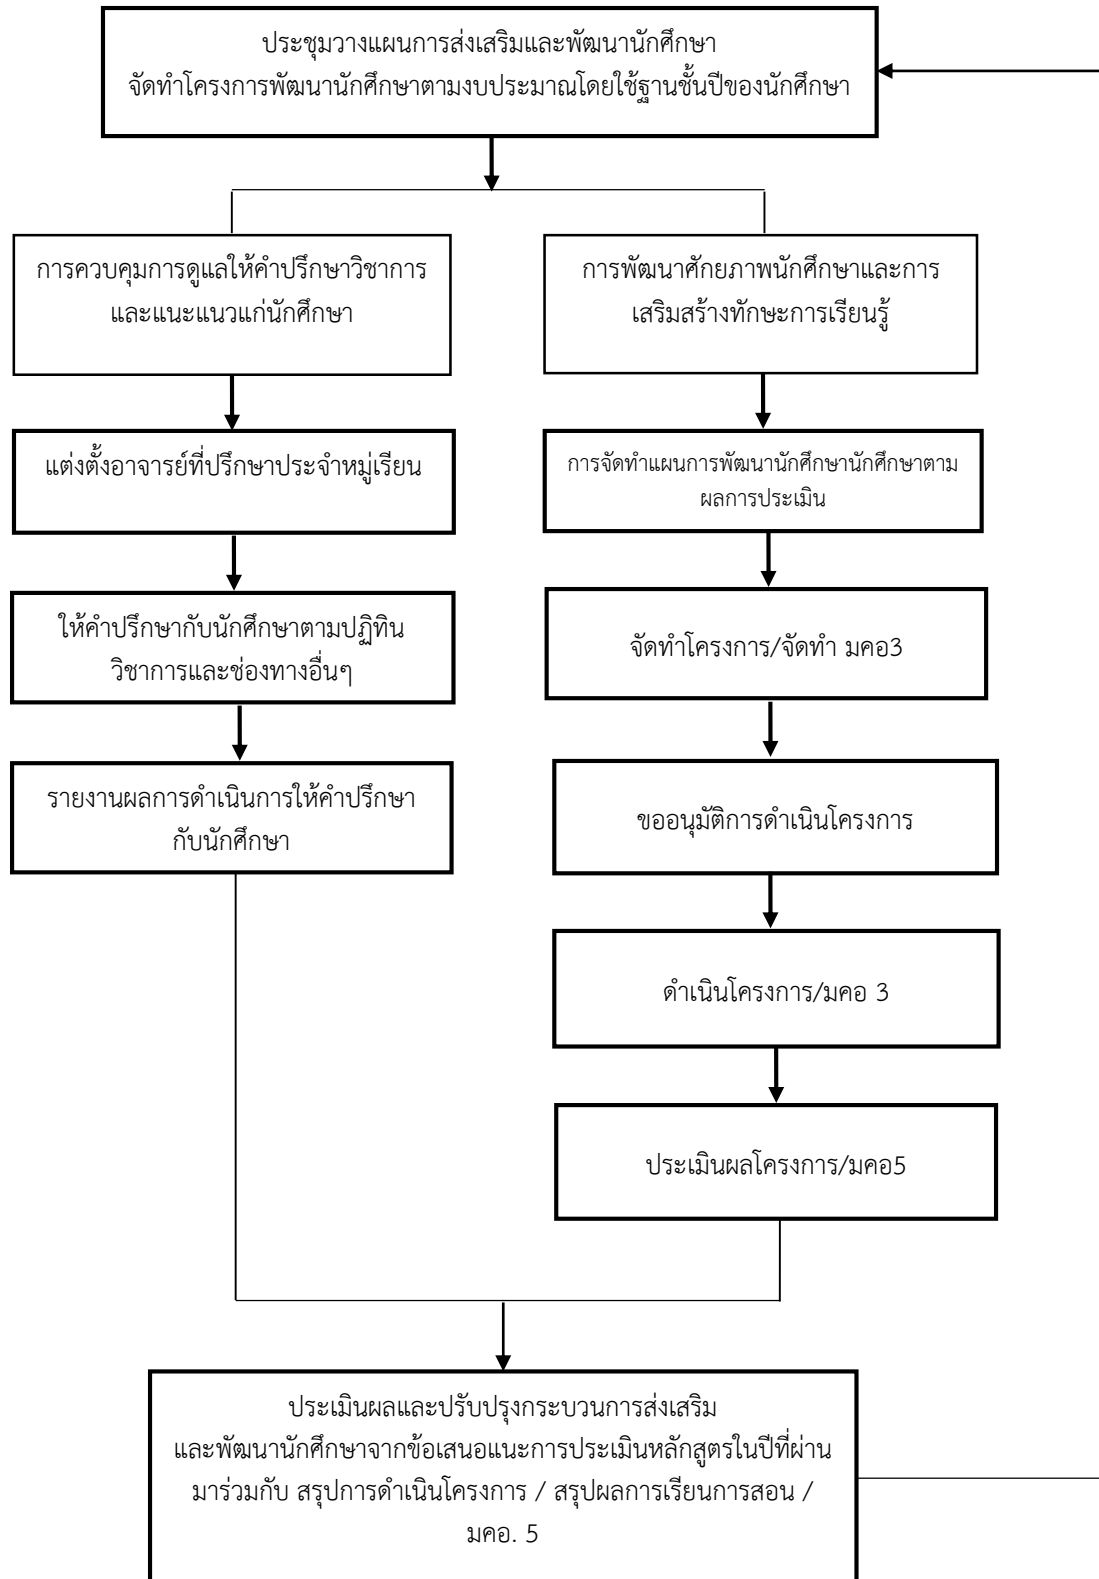 ประชุมวางแผนการส่งเสริมและพัฒนานักศึกษา
จัดทำโครงการพัฒนานักศึกษาตามงบประมาณโดยใช้ฐานชั้นปีของนักศึกษา
การควบคุมการดูแลให้คำปรึกษาวิชาการ
และแนะแนวแก่นักศึกษา
แต่งตั้งอาจารย์ที่ปรึกษาประจำหมู่เรียน
ให้คำปรึกษากับนักศึกษาตามปฏิทิน
วิชาการและช่องทางอื่นๆ
รายงานผลการดำเนินการให้คำปรึกษา
กับนักศึกษา
การพัฒนาศักยภาพนักศึกษาและการ
เสริมสร้างทักษะการเรียนรู้
การจัดทำแผนการพัฒนานักศึกษานักศึกษาตาม
ผลการประเมิน
จัดทำโครงการ/จัดทำ มคอ3
ขออนุมัติการดำเนินโครงการ
ดำเนินโครงการ/มคอ 3
ประเมินผลโครงการ/มคอ5
ประเมินผลและปรับปรุงกระบวนการส่งเสริม
และพัฒนานักศึกษาจากข้อเสนอแนะการประเมินหลักสูตรในปีที่ผ่าน
มาร่วมกับ สรุปการดำเนินโครงการ / สรุปผลการเรียนการสอน /
มคอ. 5